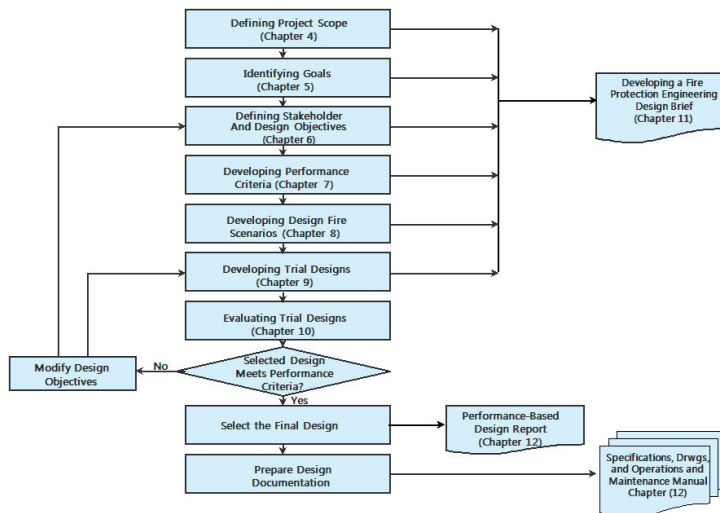 Defining Project Scope
(Chapter 4)
Identifying Goals
(Chapter 5)
Defining Stakeholder
And Design Objectives
(Chapter 6)
Developing Performance
Criteria (Chapter 7)
Developing Design Fire
Scenarios (Chapter 8)
Developing Trial Designs
(Chapter 9)
Evaluating Trial Designs
(Chapter 10)
Selected Design
Meets Performance
Criteria?
No
Modify Design
Objectives
Yes
Select the Final Design
Prepare Design
Documentation
Developing a Fire
Protection Engineering
Design Brief
(Chapter 11)
Performance-Based
Design Report
(Chapter 12)
Specifications, Drwgs,
and Operations and
Maintenance Manual
Chapter (12)